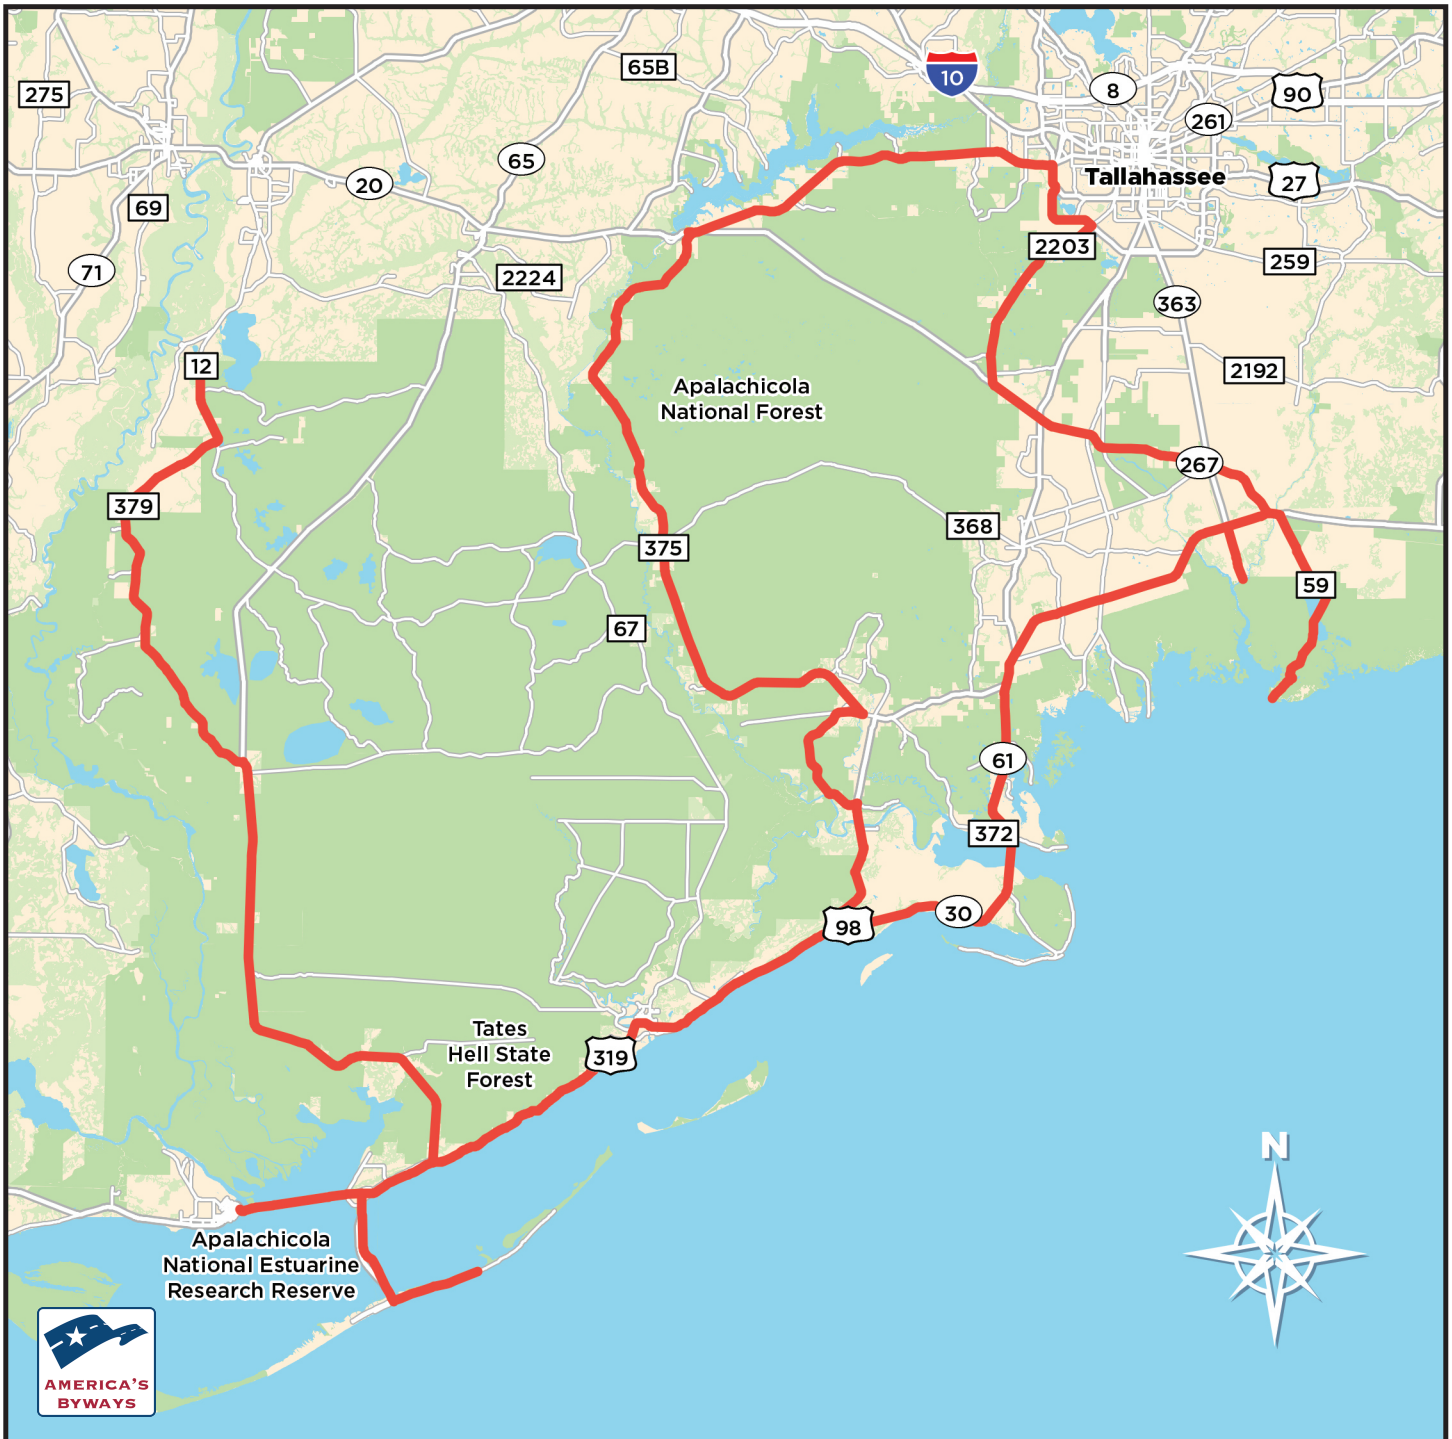 65B
10
275
8
90
261
65
20
Tallahassee
27
69
2203
259
71
2224
363
12
2192
Apalachicola
National Forest
267
379
368
375
59
67
61
372
30
98
Tates
Hell State
Forest
319
N
Apalachicola
National Estuarine
Research Reserve
AMERICA'S
BYWAYS